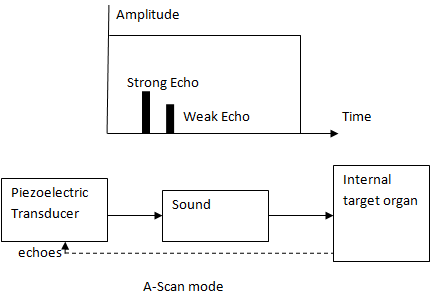 Amplitude
Strong Echo
Weak Echo
Time
Piezoelectric
Transducer
Sound
Internal
target organ
echoes
A-Scan mode